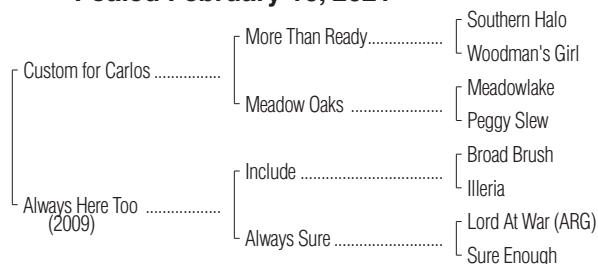 Foaled February 2021
Southern Halo
More Than Ready..................
Woodman's Girl
Custom for Carlos ................
Meadowlake
Meadow Oaks ......................
Peggy Slew
Broad Brush
Include ..................................
Illeria
Always Here Too ..................
(2009)
Lord At War (ARG)
Always Sure ..........................
Sure Enough